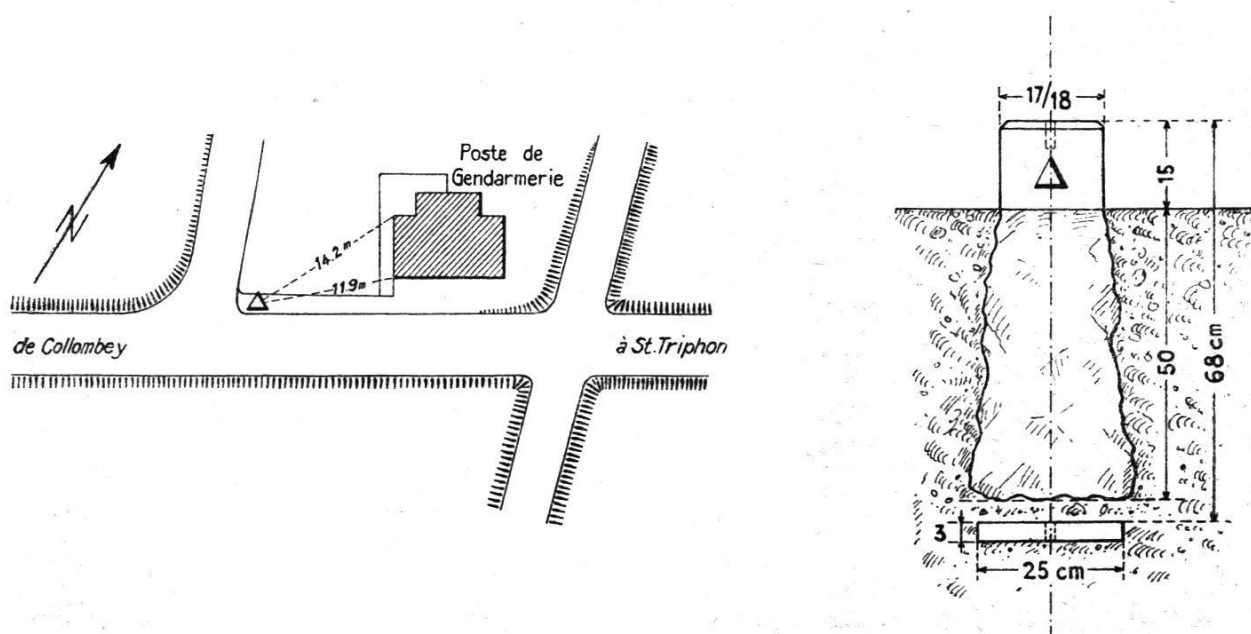 Poste de
Gendarmerie
N
14.2 m
11.9 m
de Collombey
à St. Triphon
17/18
15
50
68 cm
3
25 cm